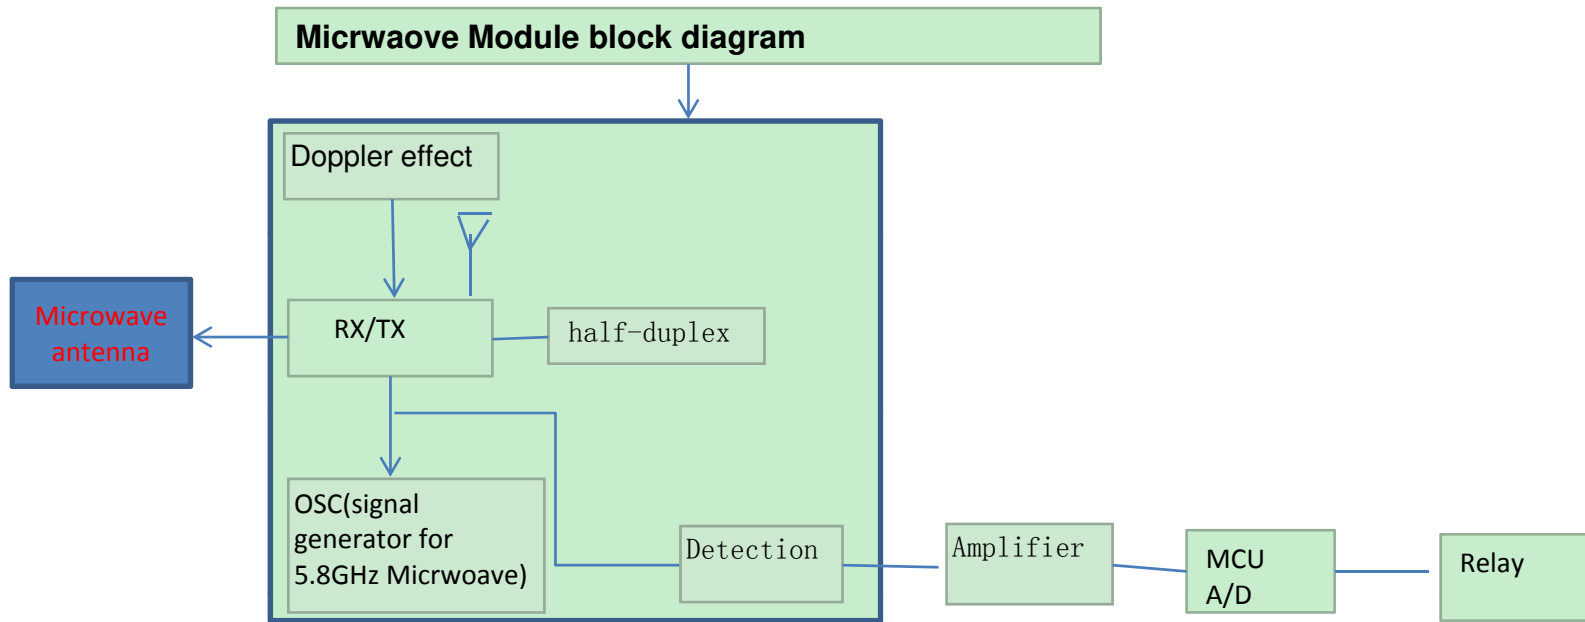 Micrwaove Module block diagram
Doppler effect
Microwave
antenna
RX/TX
half-duplex
OSC(signal
generator for
5.8GHz Micrwoave)
Detection
Amplifier
MCU
A/D
Relay